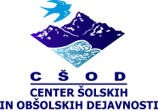 CŠOD
CENTER ŠOLSKIH
IN OBŠOLSKIH DEJAVNOSTI